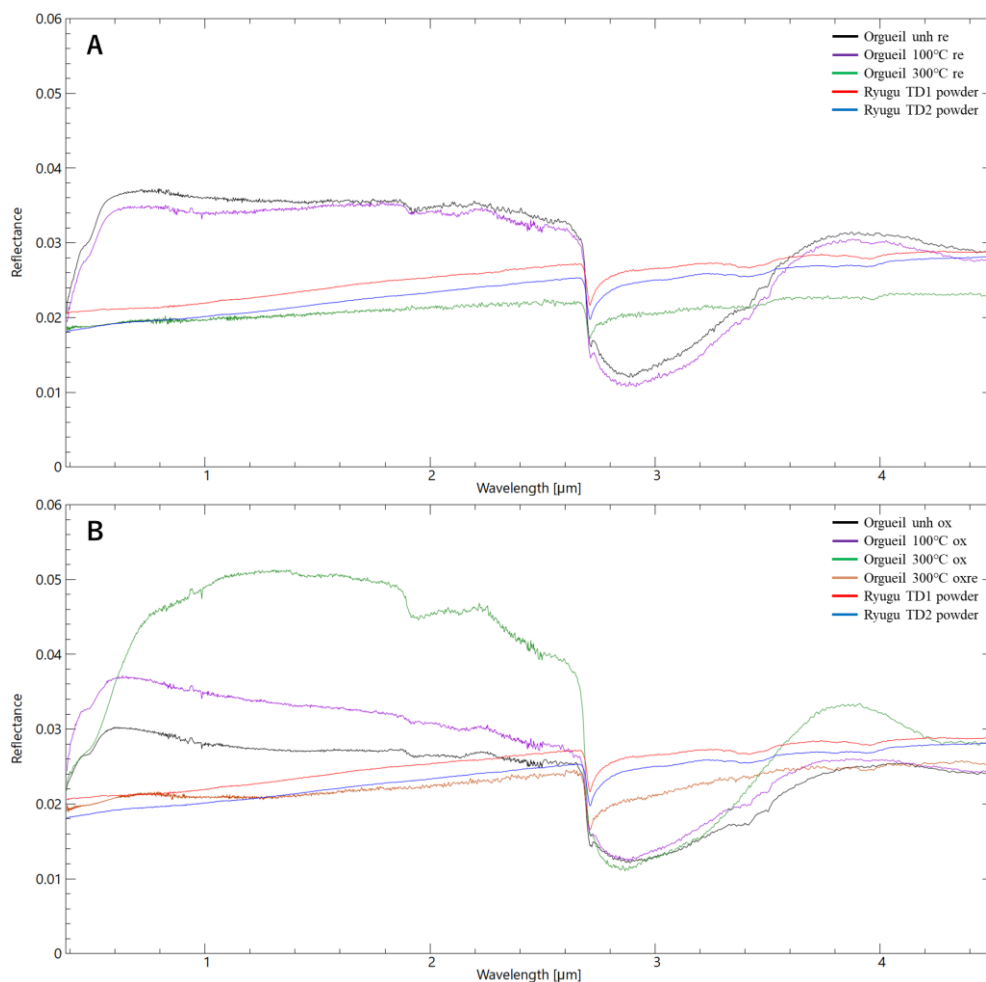 A
Orgueil unh re
Orgueil 100°C re
Orgueil 300°C re
Ryugu TD1 powder
Ryugu TD2 powder
0.06
0.05
0.04
0.03
0.02
0.01
0
Reflectance
1 2 3 4
Wavelength [µm]
B
Orgueil unh ox
Orgueil 100°C ox
Orgueil 300°C ox
Orgueil 300°C oxre
Ryugu TD1 powder
Ryugu TD2 powder
0.06
0.05
0.04
0.03
0.02
0.01
0
Reflectance
1 2 3 4
Wavelength [µm]